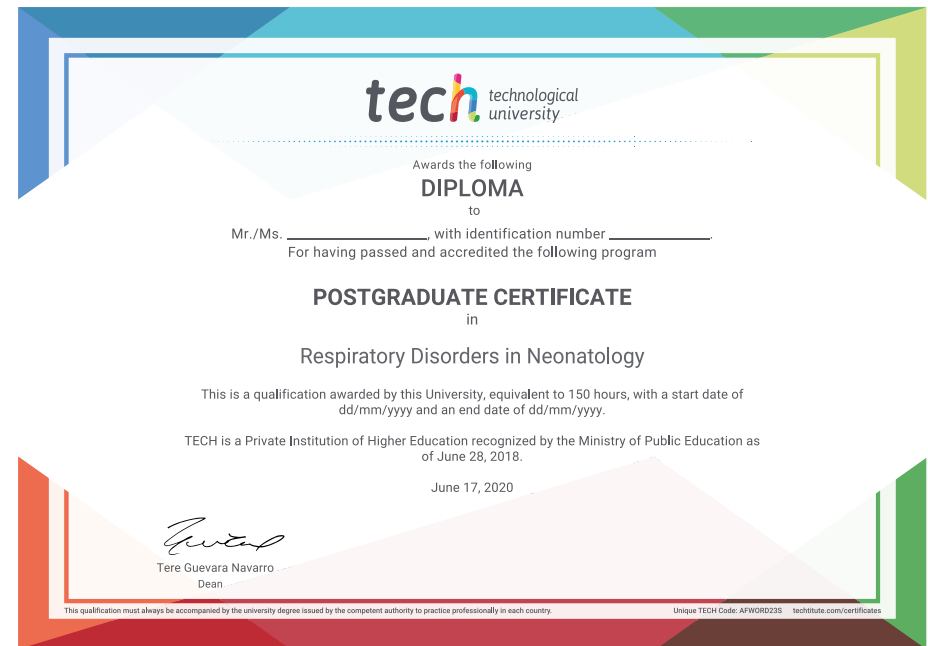 tech technological
university
Awards the following
DIPLOMA
to
Mr./Ms. ____________________, with identification number ______________.
For having passed and accredited the following program
POSTGRADUATE CERTIFICATE
in
Respiratory Disorders in Neonatology
This is a qualification awarded by this University, equivalent to 150 hours, with a start date of
dd/mm/yyyy and an end date of dd/mm/yyyy.
TECH is a Private Institution of Higher Education recognized by the Ministry of Public Education as
of June 28, 2018.
June 17, 2020
Tere Guevara Navarro
Dean
This qualification must always be accompanied by the university degree issued by the competent authority to practice professionally in each country.
Unique TECH Code: AFWORD23S techtitute.com/certificates